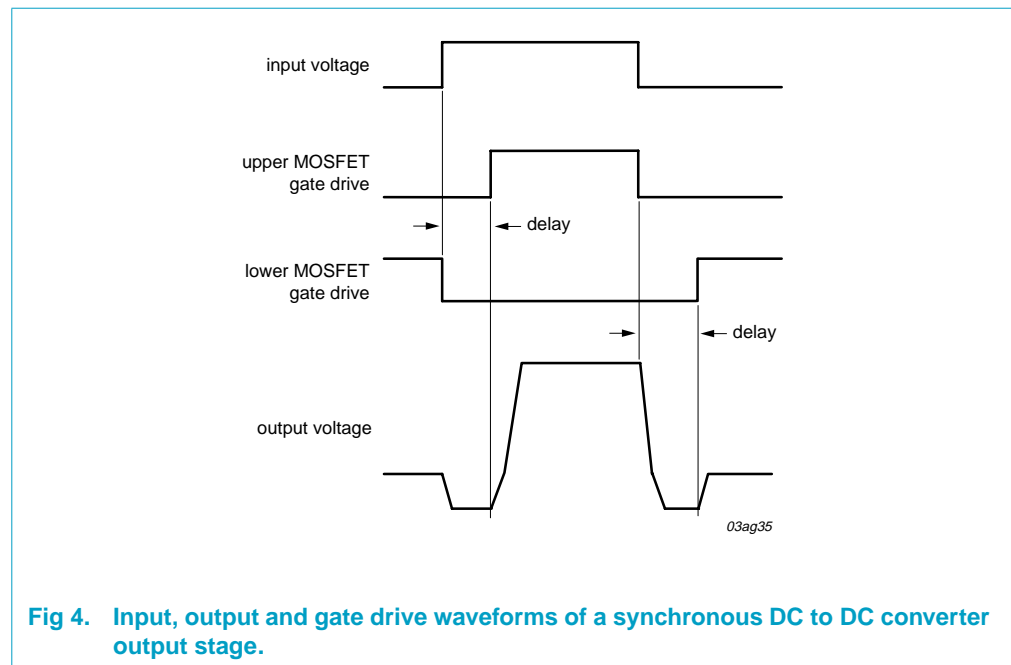 input voltage
upper MOSFET
gate drive
delay
lower MOSFET
gate drive
delay
output voltage
03ag35
Fig 4. Input, output and gate drive waveforms of a synchronous DC to DC converter
output stage.